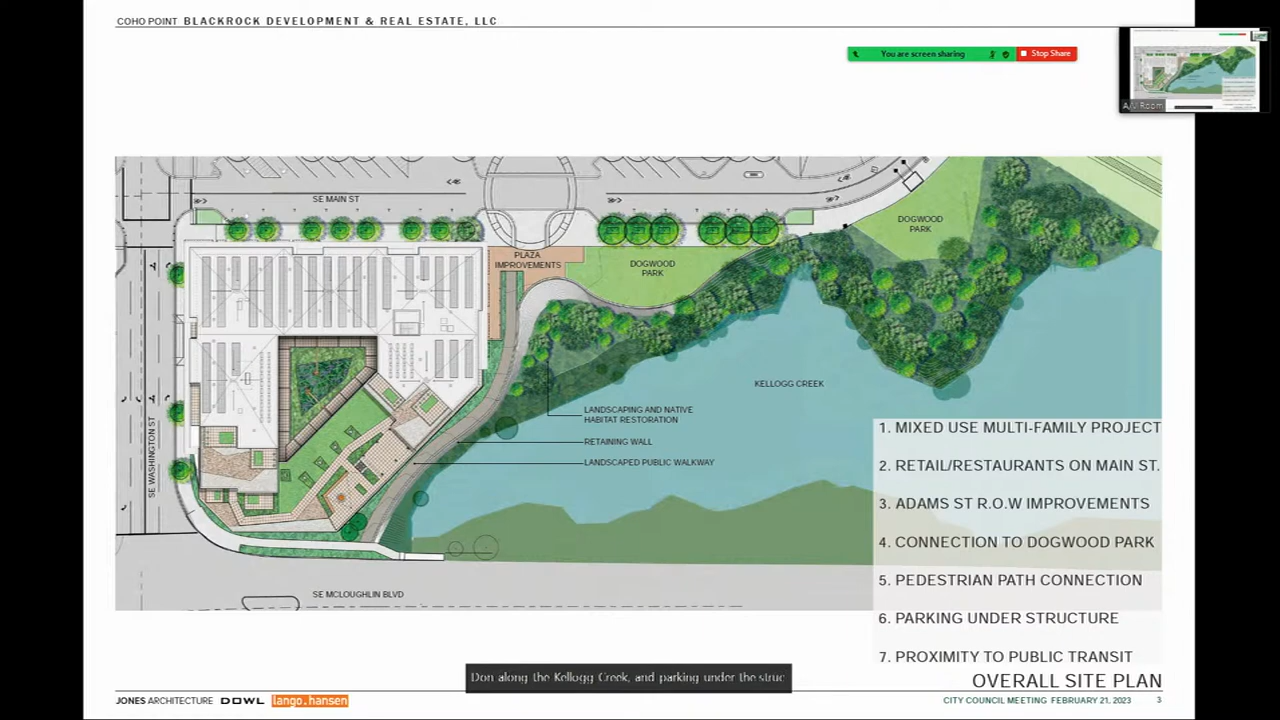 COHO POINT BLACKROCK DEVELOPMENT & REAL ESTATE, LLC
You are screen sharing
Stop Share
A/V Room
SE MAIN ST
DOGWOOD
PARK
PLAZA
IMPROVEMENTS
DOGWOOD
PARK
KELLOGG CREEK
LANDSCAPING AND NATIVE
HABITAT RESTORATION
RETAINING WALL
LANDSCAPED PUBLIC WALKWAY
SE WASHINGTON ST
SE MCLOUGHLIN BLVD
1. MIXED USE MULTI-FAMILY PROJECT
2. RETAIL/RESTAURANTS ON MAIN ST.
3. ADAMS ST R.O.W IMPROVEMENTS
4. CONNECTION TO DOGWOOD PARK
5. PEDESTRIAN PATH CONNECTION
6. PARKING UNDER STRUCTURE
7. PROXIMITY TO PUBLIC TRANSIT
OVERALL SITE PLAN
Don along the Kellogg Creek, and parking under the struc
JONES ARCHITECTURE DOWL lango.hansen
CITY COUNCIL MEETING FEBRUARY 21, 2023 3